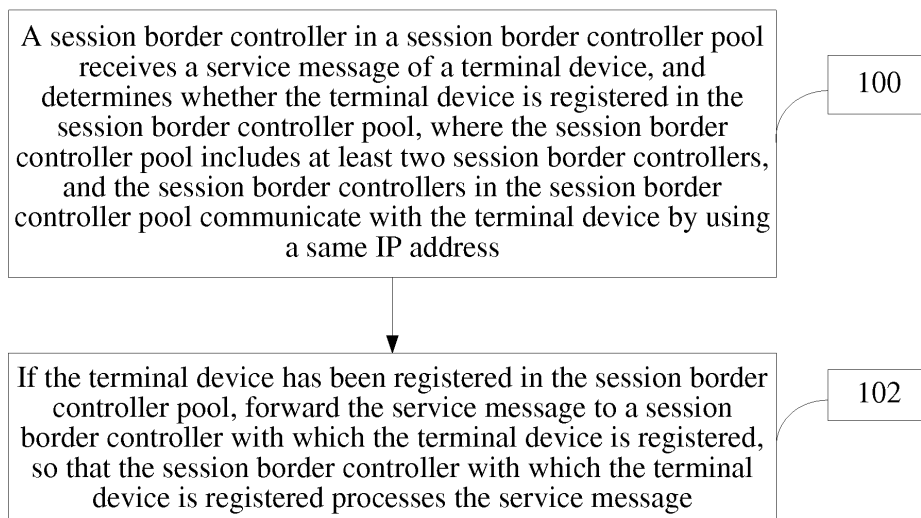 A session border controller in a session border controller pool
receives a service message of a terminal device, and
determines whether the terminal device is registered in the
session border controller pool, where the session border
controller pool includes at least two session border controllers,
and the session border controllers in the session border
controller pool communicate with the terminal device by using
a same IP address
100
If the terminal device has been registered in the session border
controller pool, forward the service message to a session
border controller with which the terminal device is registered,
so that the session border controller with which the terminal
device is registered processes the service message
102